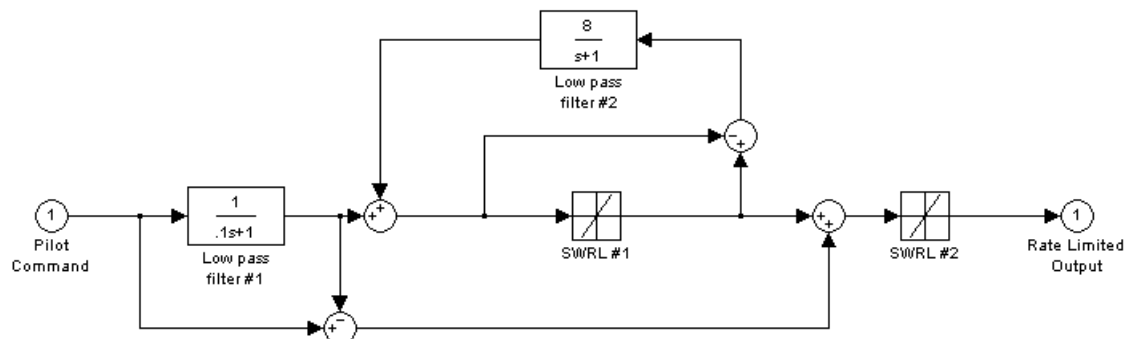 8
s+1
Low pass
filter #2
1
Pilot
Command
1
.1s+1
Low pass
filter #1
SWRL #1
SWRL #2
1
Rate Limited
Output